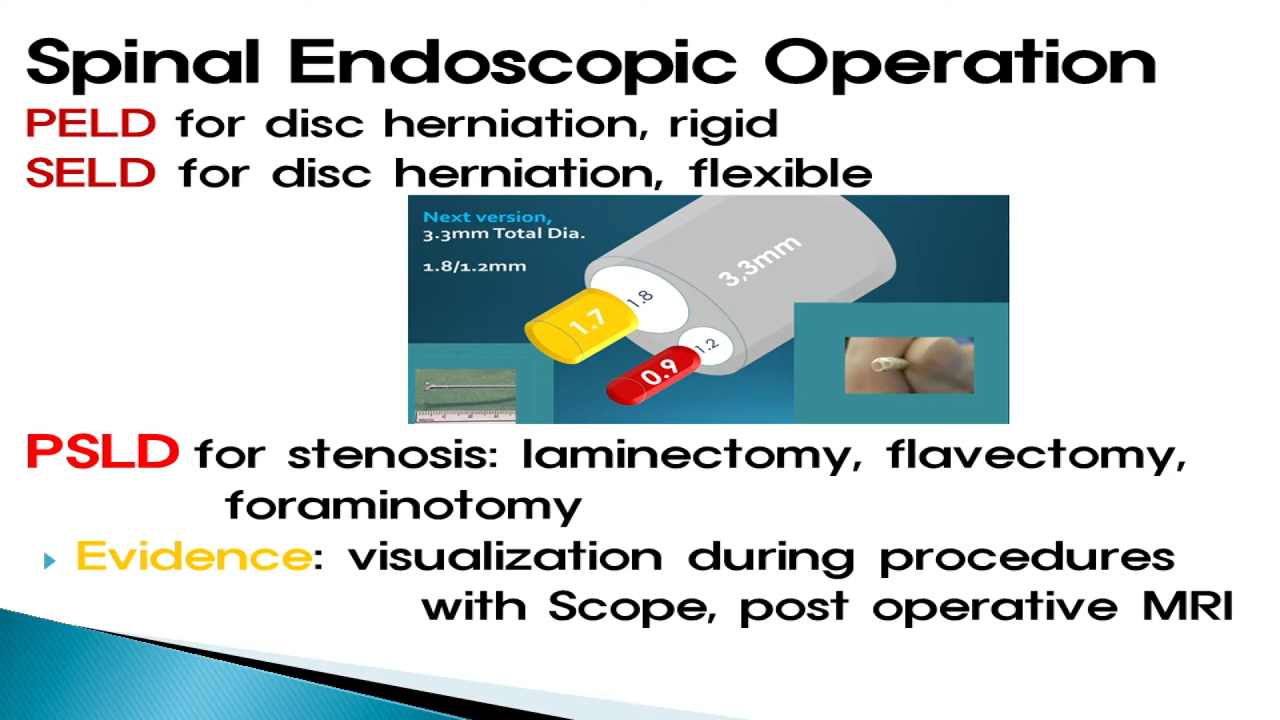 Spinal Endoscopic Operation
PELD for disc herniation, rigid
SELD for disc herniation, flexible
Next version,
3.3mm Total Dia.
1.8/1.2mm
3,3mm
1.8
1.7
1.2
0.9
PSLD for stenosis: laminectomy, flavectomy,
foraminotomy
Evidence: visualization during procedures
with Scope, post operative MRI